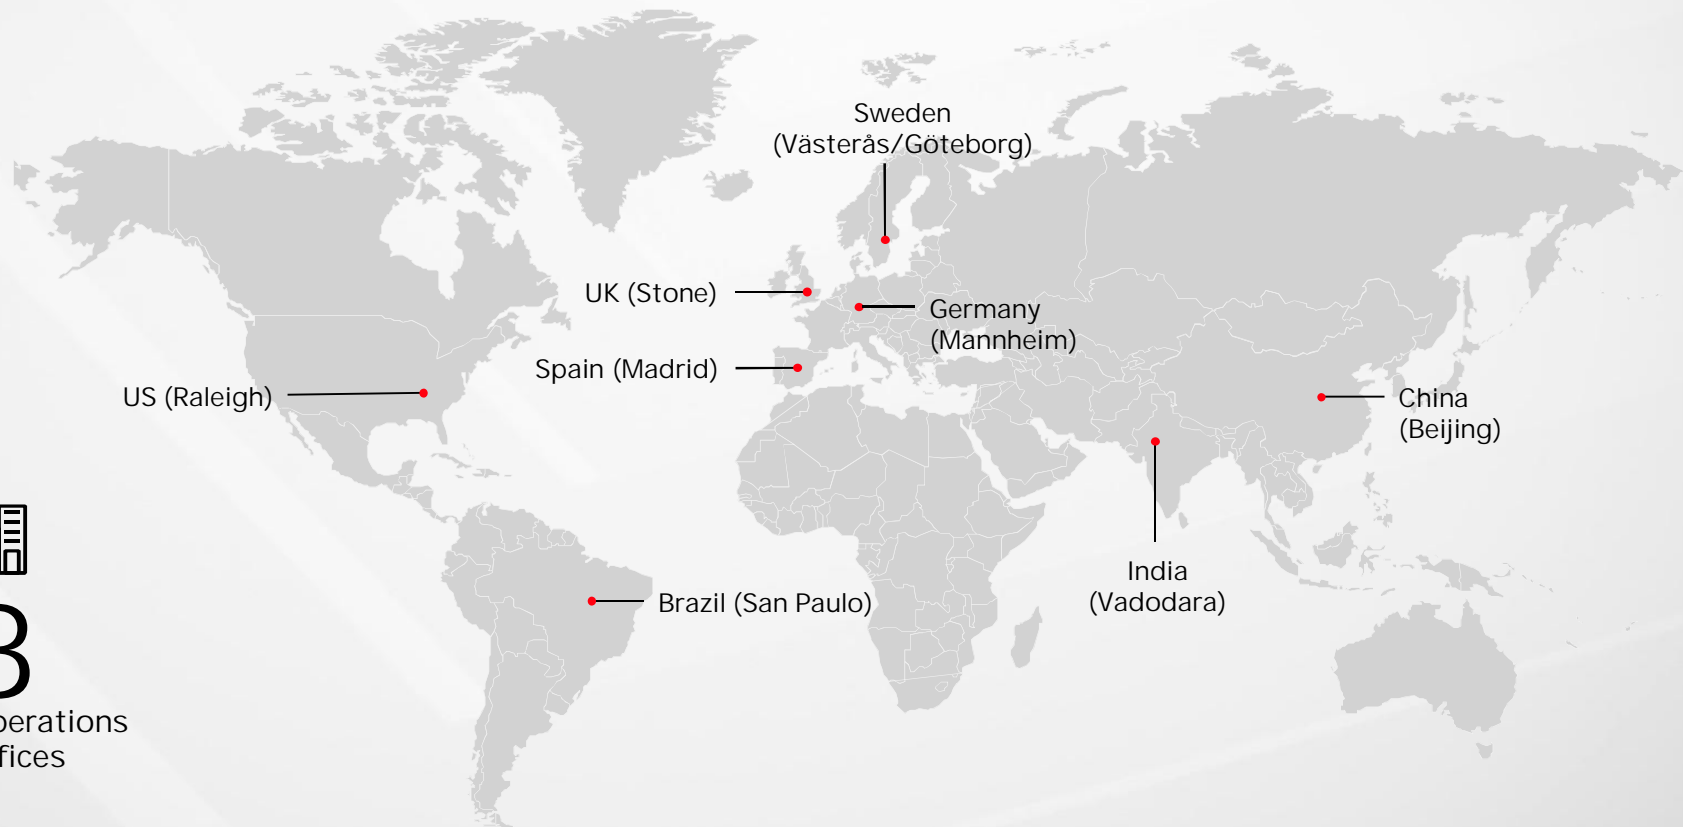 Sweden
(Västerås/Göteborg)
UK (Stone)
Germany
(Mannheim)
Spain (Madrid)
US (Raleigh)
China
(Beijing)
India
(Vadodara)
Brazil (San Paulo)
perations
fices